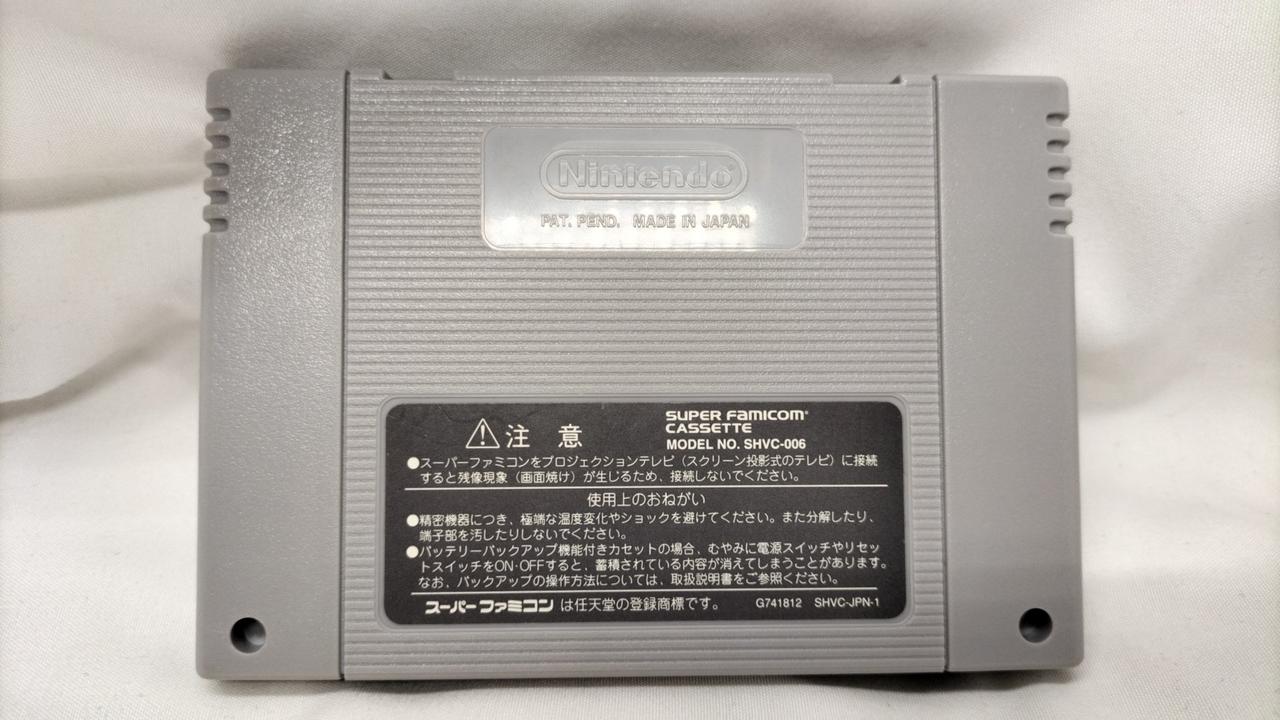 Nintendo
PAT. PEND. MADE IN JAPAN
注 意
SUPER FAMICOM®
CASSETTE
MODEL NO. SHVC-006
●スーパーファミコンをプロジェクションテレビ（スクリーン投影式のテレビ）に接続
すると残像現象（画面焼け）が生じるため、接続しないでください。
使用上のおねがい
●精密機器につき、極端な温度変化やショックを避けてください。また分解したり、
端子部を汚したりしないでください。
●バッテリーバックアップ機能付きカセットの場合、むやみに電源スイッチやリセッ
トスイッチをON·OFFすると、蓄積されている内容が消えてしまうことがあります。
なお、バックアップの操作方法については、取扱説明書をご参照ください。
スーパーファミコン は任天堂の登録商標です。 G741812 SHVC-JPN-1